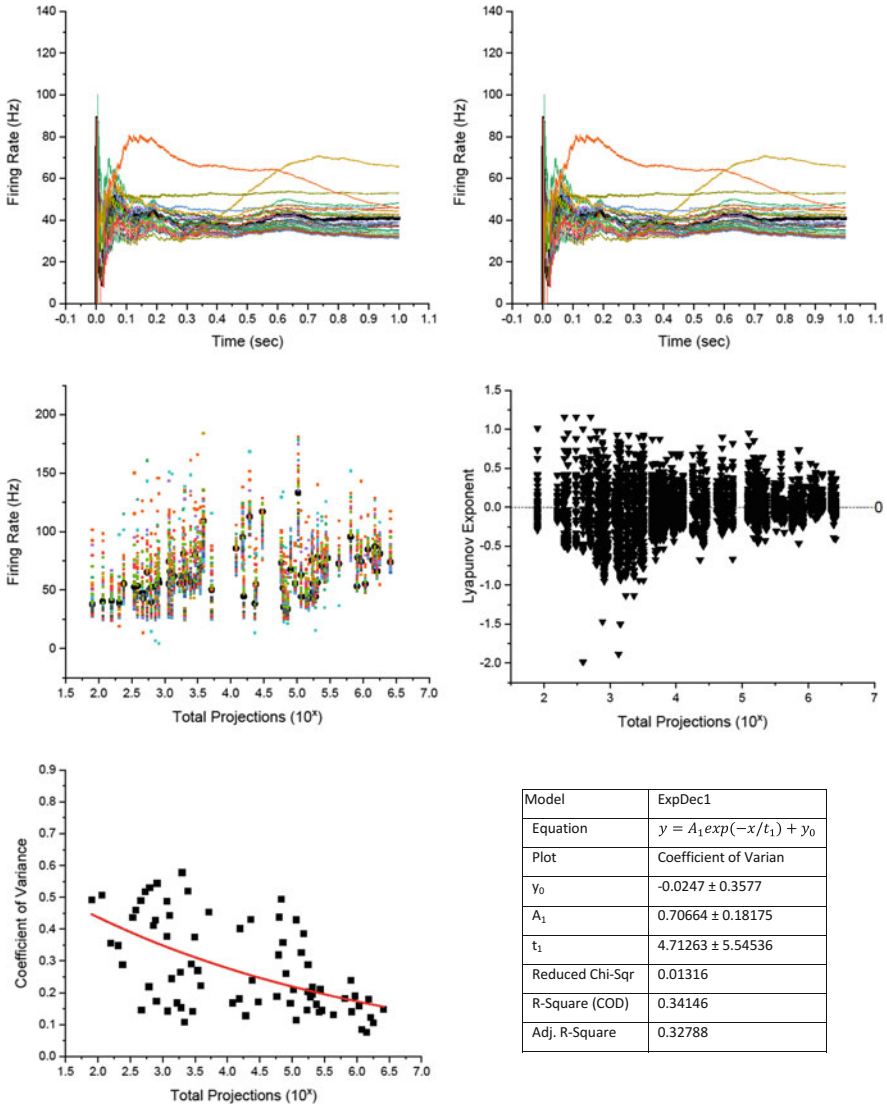 140
120
100
80
60
40
20
0
Firing Rate (Hz)
-0.1 0.0 0.1 0.2 0.3 0.4 0.5 0.6 0.7 0.8 0.9 1.0 1.1
Time (sec)
140
120
100
80
60
40
20
0
Firing Rate (Hz)
-0.1 0.0 0.1 0.2 0.3 0.4 0.5 0.6 0.7 0.8 0.9 1.0 1.1
Time (sec)
200
150
100
50
0
Firing Rate (Hz)
1.5 2.0 2.5 3.0 3.5 4.0 4.5 5.0 5.5 6.0 6.5 7.0
Total Projections (10^x)
1.5
1.0
0.5
0.0
-0.5
-1.0
-1.5
-2.0
0
Lyapunov Exponent
2 3 4 5 6 7
Total Projections (10^x)
0.9
0.8
0.7
0.6
0.5
0.4
0.3
0.2
0.1
0.0
Coefficient of Variance
1.5 2.0 2.5 3.0 3.5 4.0 4.5 5.0 5.5 6.0 6.5 7.0
Total Projections (10^x)
Model ExpDec1
Equation y = A₁exp(−x/t₁) + y₀
Plot Coefficient of Varian
y₀ -0.0247 ± 0.3577
A₁ 0.70664 ± 0.18175
t₁ 4.71263 ± 5.54536
Reduced Chi-Sqr 0.01316
R-Square (COD) 0.34146
Adj. R-Square 0.32788